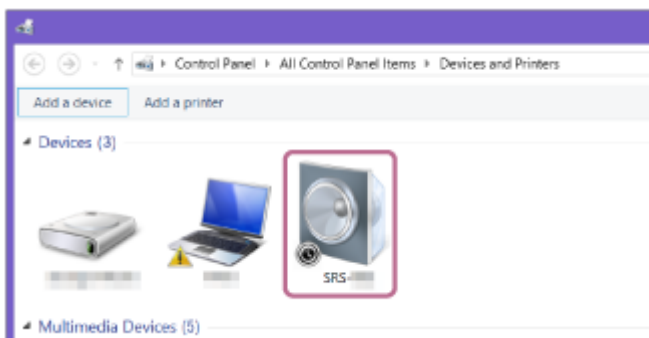 Control Panel ▸ All Control Panel Items ▸ Devices and Printers
Add a device Add a printer
Devices (3)
SRS-
Multimedia Devices (5)